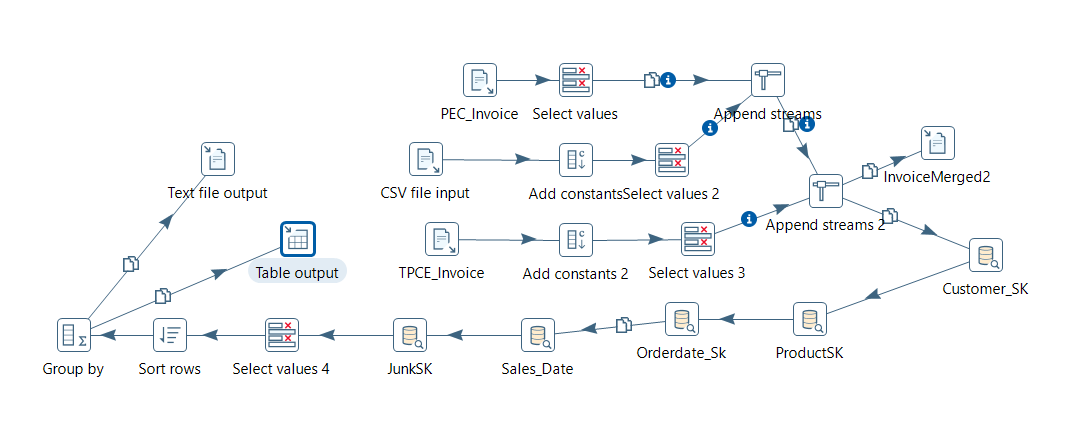 PEC_Invoice
Select values
Append streams
Text file output
CSV file input
Add constants
Select values 2
InvoiceMerged2
Append streams 2
Table output
TPCE_Invoice
Add constants 2
Select values 3
Customer_SK
Group by
Sort rows
Select values 4
JunkSK
Sales_Date
Orderdate_Sk
ProductSK